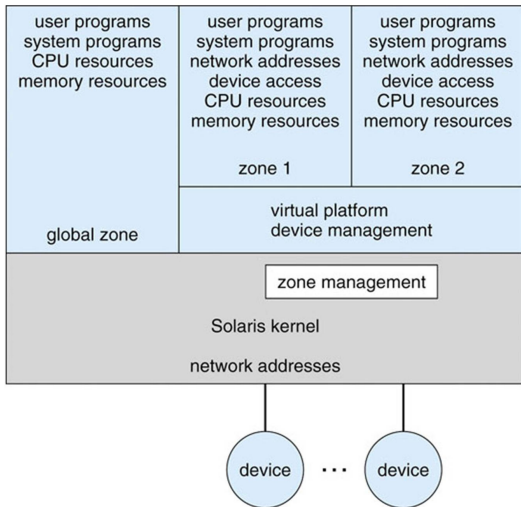 user programs
system programs
CPU resources
memory resources
global zone
user programs
system programs
network addresses
device access
CPU resources
memory resources
zone 1
user programs
system programs
network addresses
device access
CPU resources
memory resources
zone 2
virtual platform
device management
zone management
Solaris kernel
network addresses
device
...
device